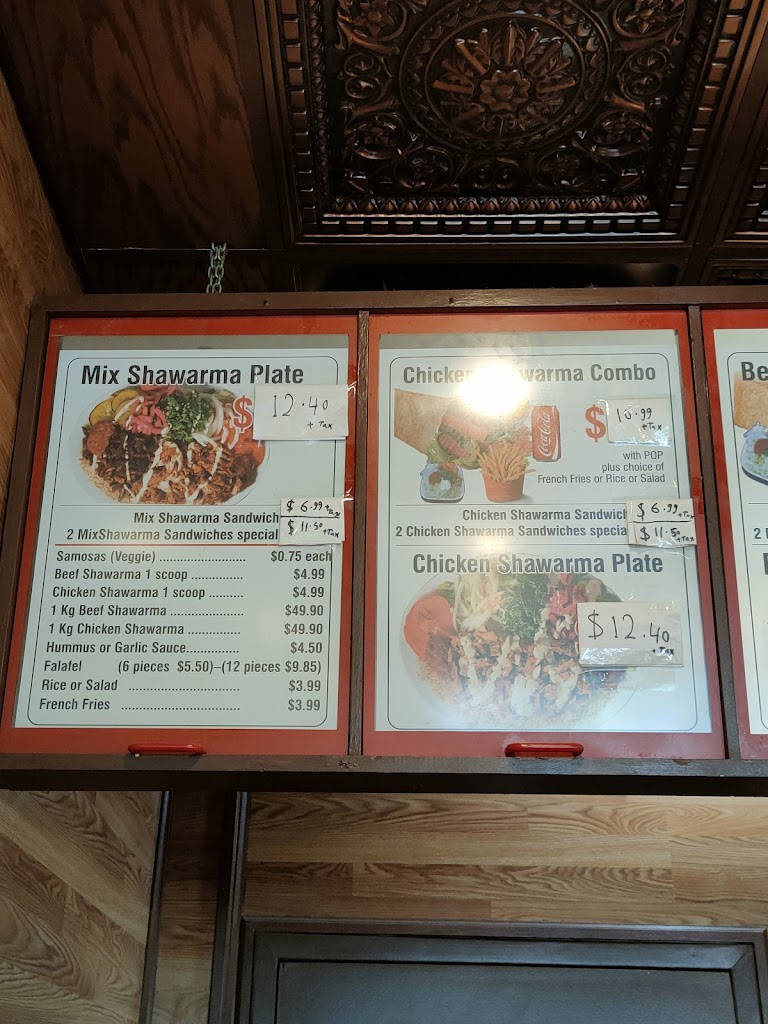 Mix Shawarma Plate
$ 12.40
+ Tax
Mix Shawarma Sandwich $ 6.99 + Tax
2 MixShawarma Sandwiches special $ 11.50 + Tax
Samosas (Veggie) ........................... $0.75 each
Beef Shawarma 1 scoop ................ $4.99
Chicken Shawarma 1 scoop .......... $4.99
1 Kg Beef Shawarma ...................... $49.90
1 Kg Chicken Shawarma ................ $49.90
Hummus or Garlic Sauce............... $4.50
Falafel (6 pieces $5.50)–(12 pieces $9.85)
Rice or Salad ................................ $3.99
French Fries .................................. $3.99
Chicken Shawarma Combo
Coca-Cola
$ 10.99
+ Tax
with POP
plus choice of
French Fries or Rice or Salad
Chicken Shawarma Sandwich $ 6.99 + Tax
2 Chicken Shawarma Sandwiches special $ 11.50 + Tax
Chicken Shawarma Plate
$12.40
+ Tax